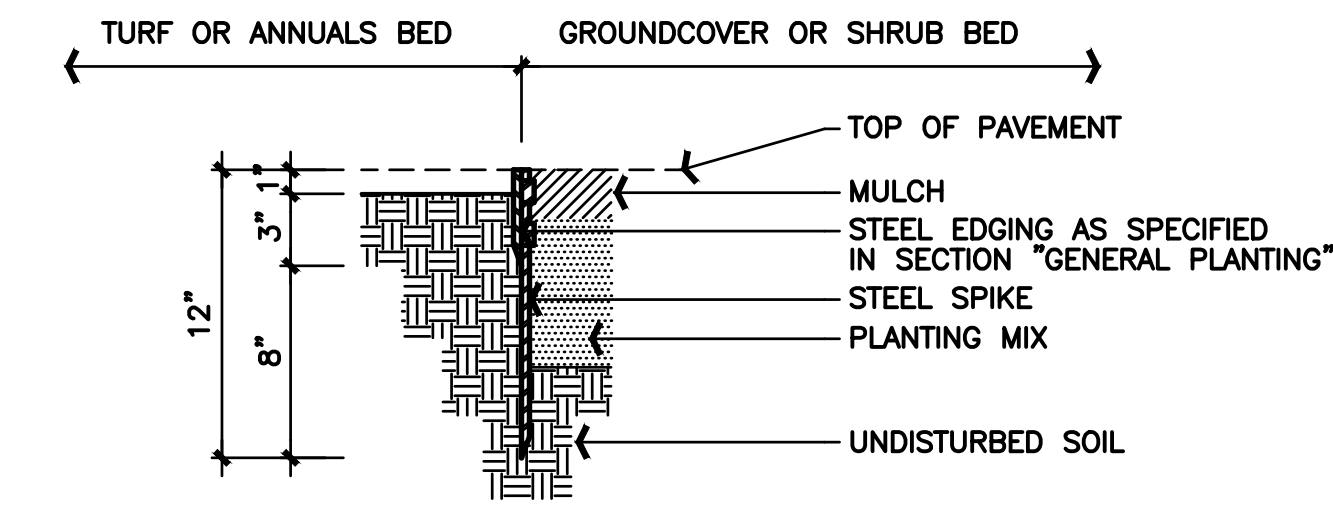 TURF OR ANNUALS BED
GROUNDCOVER OR SHRUB BED
TOP OF PAVEMENT
1"
MULCH
3"
STEEL EDGING AS SPECIFIED
IN SECTION "GENERAL PLANTING"
STEEL SPIKE
12"
8"
PLANTING MIX
UNDISTURBED SOIL